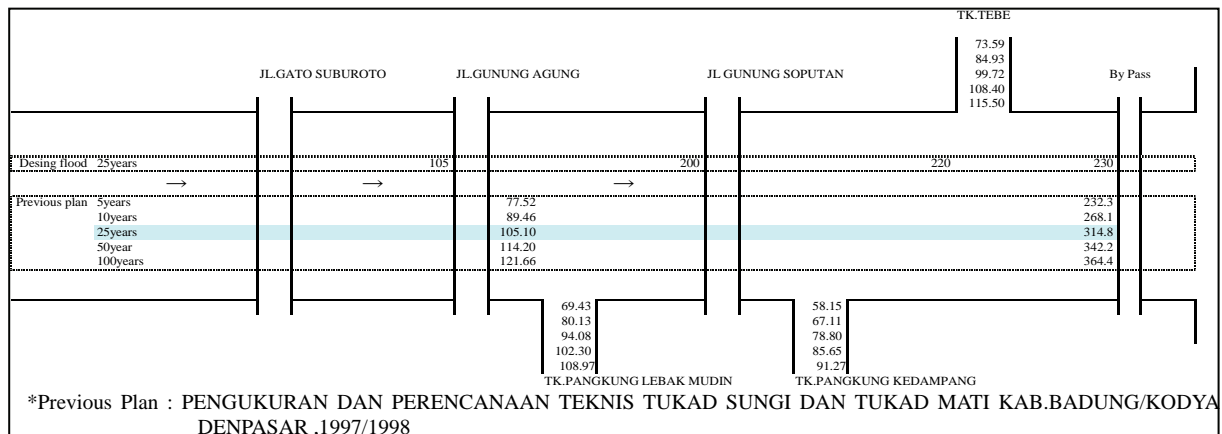 TK.TEBE
73.59
84.93
99.72
108.40
115.50
JL.GATO SUBUROTO JL.GUNUNG AGUNG JL GUNUNG SOPUTAN By Pass
Desing flood 25years 105 200 220 230
→ → →
Previous plan 5years 77.52 232.3
10years 89.46 268.1
25years 105.10 314.8
50year 114.20 342.2
100years 121.66 364.4
69.43 58.15
80.13 67.11
94.08 78.80
102.30 85.65
108.97 91.27
TK.PANGKUNG LEBAK MUDIN TK.PANGKUNG KEDAMPANG
*Previous Plan : PENGUKURAN DAN PERENCANAAN TEKNIS TUKAD SUNGI DAN TUKAD MATI KAB.BADUNG/KODYA
DENPASAR ,1997/1998